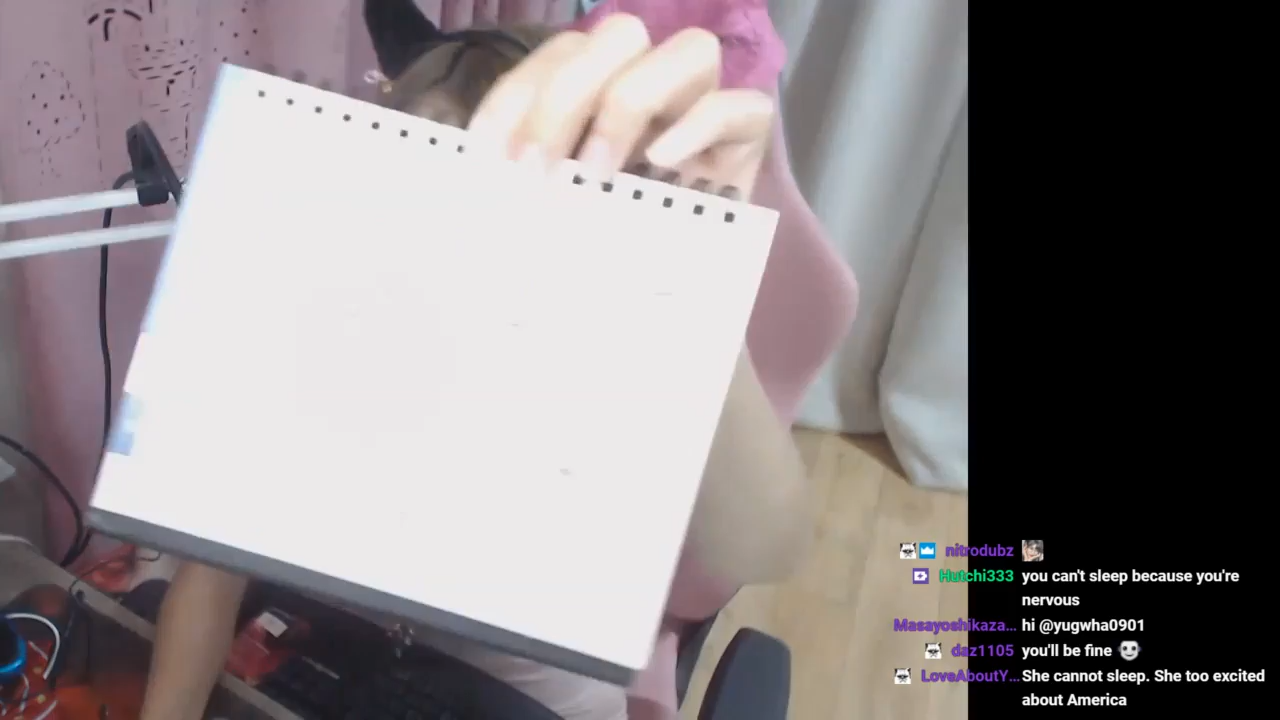 nitrodubz
Hutchi333 you can't sleep because you're
nervous
Masayoshikaza... hi @yugwha0901
daz1105 you'll be fine
LoveAboutY... She cannot sleep. She too excited
about America